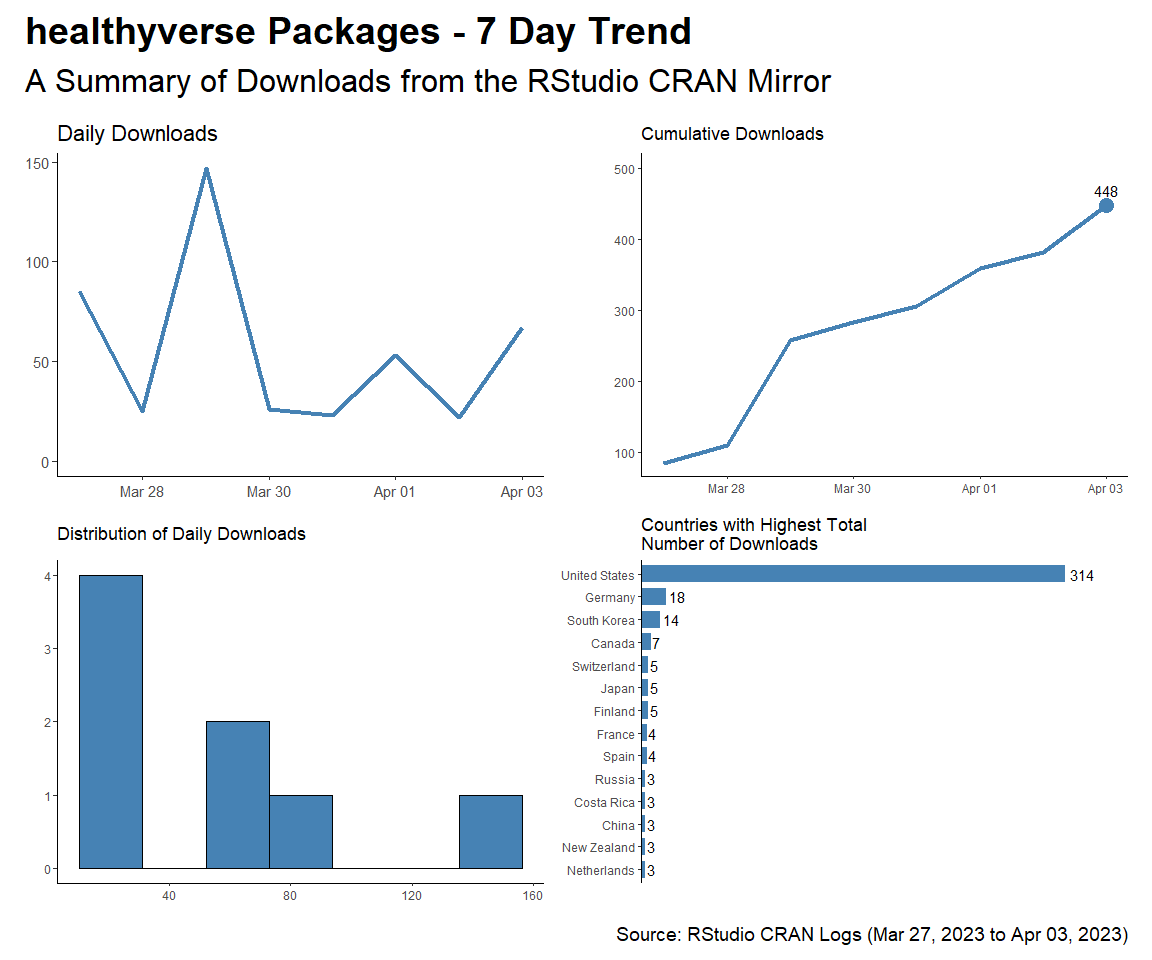 healthyverse Packages - 7 Day Trend
A Summary of Downloads from the RStudio CRAN Mirror
Daily Downloads
150
100
50
0
Mar 28 Mar 30 Apr 01 Apr 03
Cumulative Downloads
500
400
300
200
100
448
Mar 28 Mar 30 Apr 01 Apr 03
Distribution of Daily Downloads
4
3
2
1
0
40 80 120 160
Countries with Highest Total
Number of Downloads
United States 314
Germany 18
South Korea 14
Canada 7
Switzerland 5
Japan 5
Finland 5
France 4
Spain 4
Russia 3
Costa Rica 3
China 3
New Zealand 3
Netherlands 3
Source: RStudio CRAN Logs (Mar 27, 2023 to Apr 03, 2023)